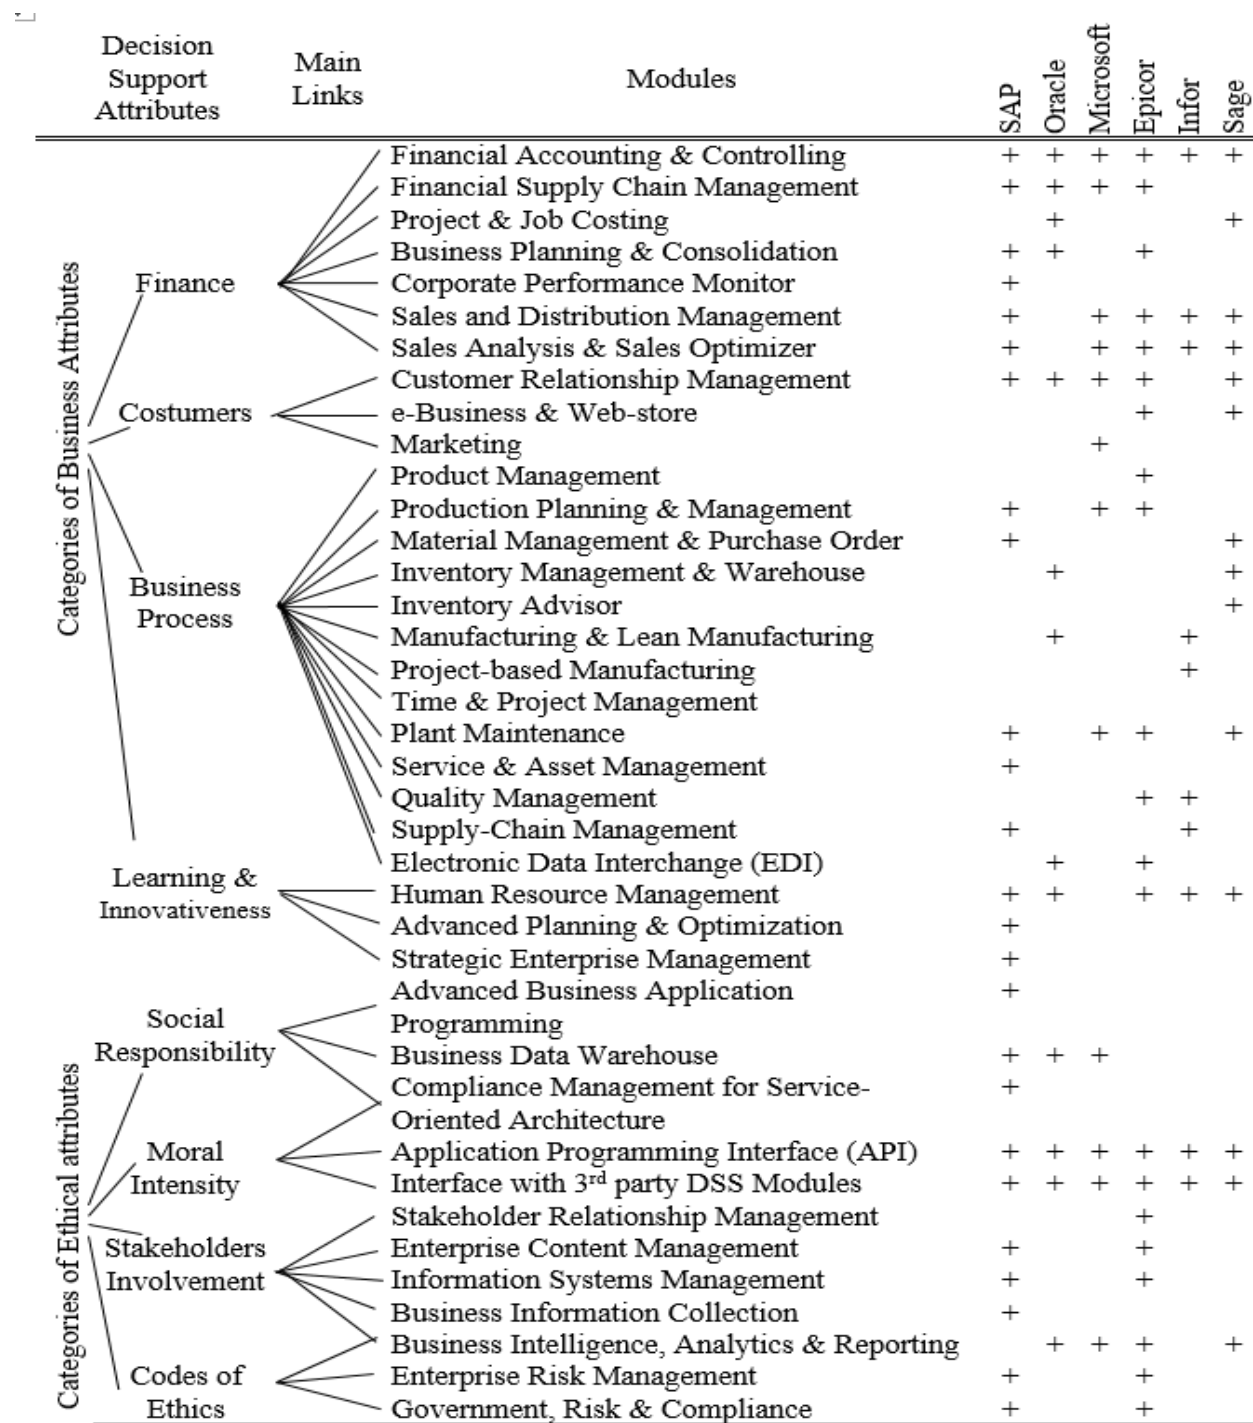 Decision Support Attributes
Main Links
Modules
SAP
Oracle
Microsoft
Epicor
Infor
Sage
Categories of Business Attributes
Finance
Financial Accounting & Controlling + + + + + +
Financial Supply Chain Management + + + +
Project & Job Costing + +
Business Planning & Consolidation + + +
Corporate Performance Monitor +
Sales and Distribution Management + + + + +
Sales Analysis & Sales Optimizer + + + + +
Costumers
Customer Relationship Management + + + + +
e-Business & Web-store + +
Marketing +
Business Process
Product Management +
Production Planning & Management + + +
Material Management & Purchase Order + +
Inventory Management & Warehouse + +
Inventory Advisor +
Manufacturing & Lean Manufacturing + +
Project-based Manufacturing +
Time & Project Management
Plant Maintenance + + + +
Service & Asset Management +
Quality Management + +
Supply-Chain Management + +
Electronic Data Interchange (EDI) + +
Learning & Innovativeness
Human Resource Management + + + + +
Advanced Planning & Optimization +
Strategic Enterprise Management +
Categories of Ethical attributes
Social Responsibility
Advanced Business Application +
Programming
Business Data Warehouse + + +
Compliance Management for Service- +
Oriented Architecture
Moral Intensity
Application Programming Interface (API) + + + + + +
Interface with 3rd party DSS Modules + + + + + +
Stakeholders Involvement
Stakeholder Relationship Management +
Enterprise Content Management + +
Information Systems Management + +
Business Information Collection +
Business Intelligence, Analytics & Reporting + + + +
Codes of Ethics
Enterprise Risk Management + +
Government, Risk & Compliance + +